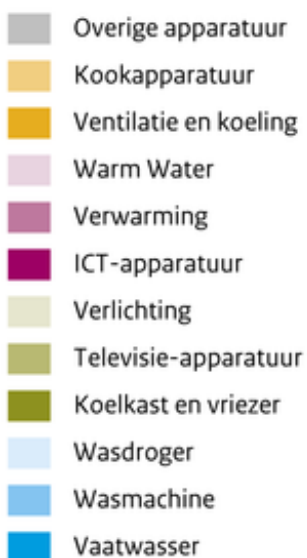 Overige apparatuur
Kookapparatuur
Ventilatie en koeling
Warm Water
Verwarming
ICT-apparatuur
Verlichting
Televisie-apparatuur
Koelkast en vriezer
Wasdroger
Wasmachine
Vaatwasser